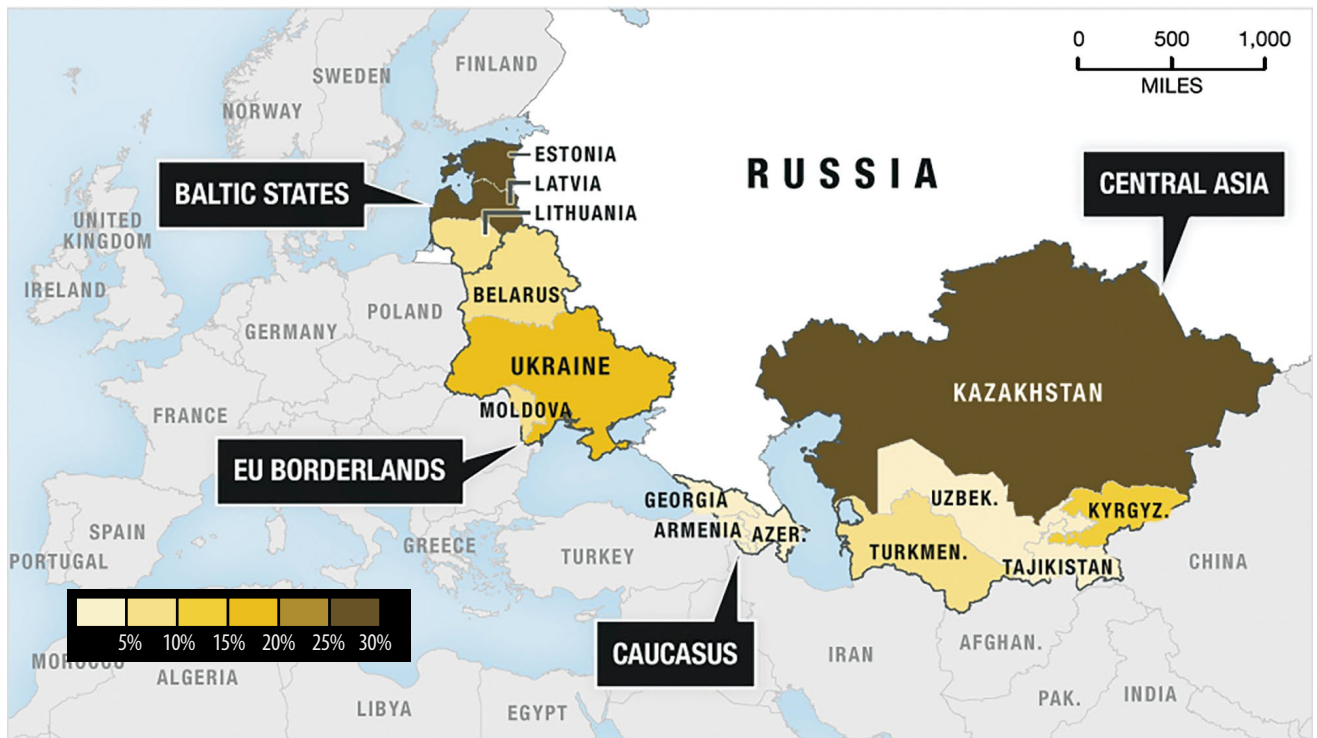 FINLAND
SWEDEN
NORWAY
0 500 1,000
MILES
ESTONIA
LATVIA
LITHUANIA
RUSSIA
BALTIC STATES
CENTRAL ASIA
UNITED
KINGDOM
IRELAND
BELARUS
POLAND
GERMANY
UKRAINE
KAZAKHSTAN
FRANCE
MOLDOVA
EU BORDERLANDS
GEORGIA
UZBEK.
KYRGYZ.
SPAIN
ARMENIA
AZER.
GREECE
TURKEY
TURKMEN.
TAJIKISTAN
PORTUGAL
CHINA
5% 10% 15% 20% 25% 30%
CAUCASUS
IRAN
AFGHAN.
MOROCCO
ALGERIA
LIBYA
EGYPT
PAK.
INDIA